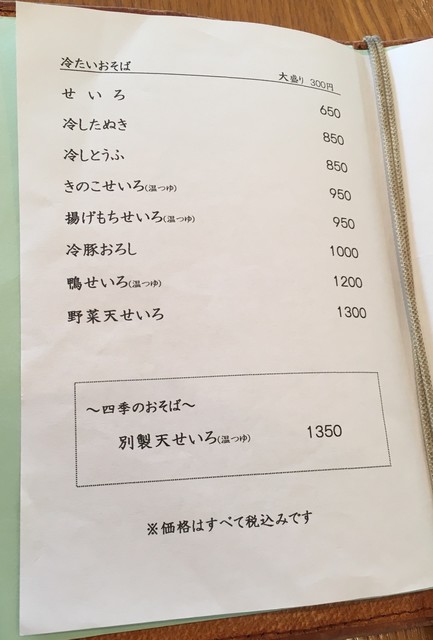 冷たいおそば 大盛り 300円
せいろ 650
冷したぬき 850
冷しとうふ 850
きのこせいろ(温つゆ) 950
揚げもちせいろ(温つゆ) 950
冷豚おろし 1000
鴨せいろ(温つゆ) 1200
野菜天せいろ 1300
～四季のおそば～
別製天せいろ(温つゆ) 1350
※価格はすべて税込みです